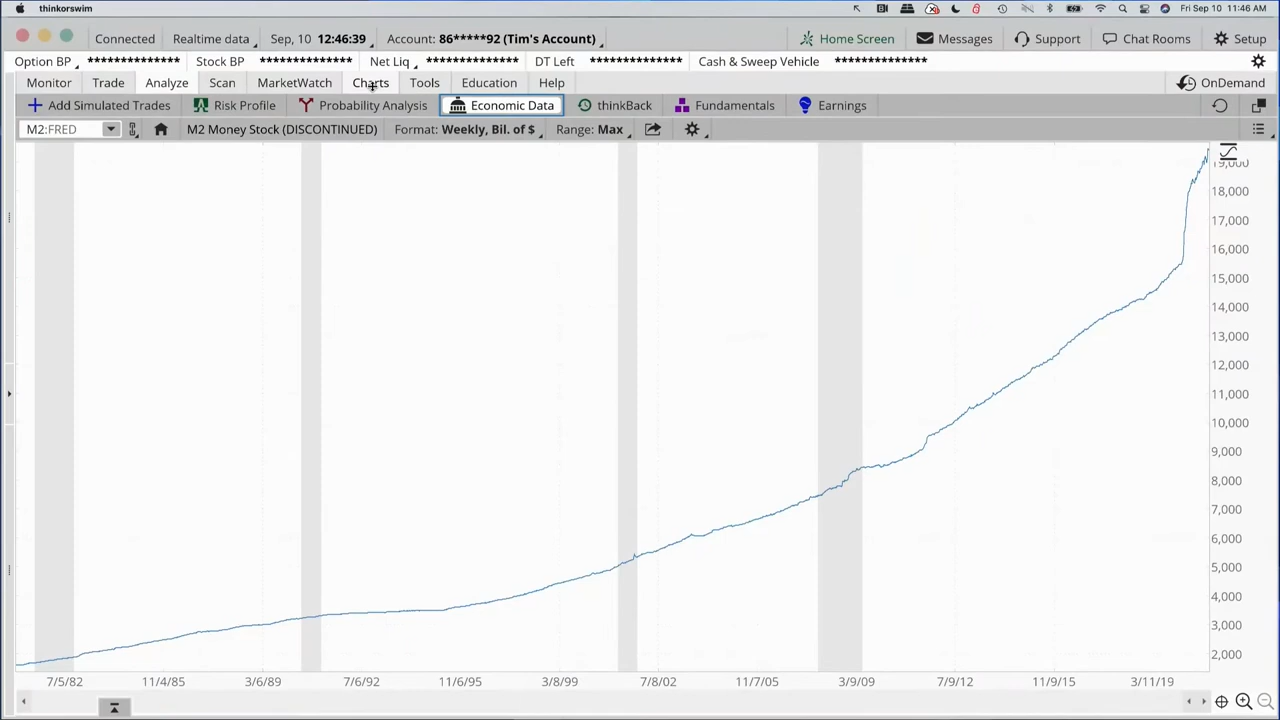 thinkorswim Fri Sep 10 11:46 AM
Connected Realtime data Sep, 10 12:46:39 Account: 86*****92 (Tim's Account) Home Screen Messages Support Chat Rooms Setup
Option BP ************** Stock BP ************** Net Liq ************** DT Left ************** Cash & Sweep Vehicle **************
Monitor Trade Analyze Scan MarketWatch Charts Tools Education Help OnDemand
Add Simulated Trades Risk Profile Probability Analysis Economic Data thinkBack Fundamentals Earnings
M2:FRED M2 Money Stock (DISCONTINUED) Format: Weekly, Bil. of $ Range: Max
19,000
18,000
17,000
16,000
15,000
14,000
13,000
12,000
11,000
10,000
9,000
8,000
7,000
6,000
5,000
4,000
3,000
2,000
7/5/82 11/4/85 3/6/89 7/6/92 11/6/95 3/8/99 7/8/02 11/7/05 3/9/09 7/9/12 11/9/15 3/11/19